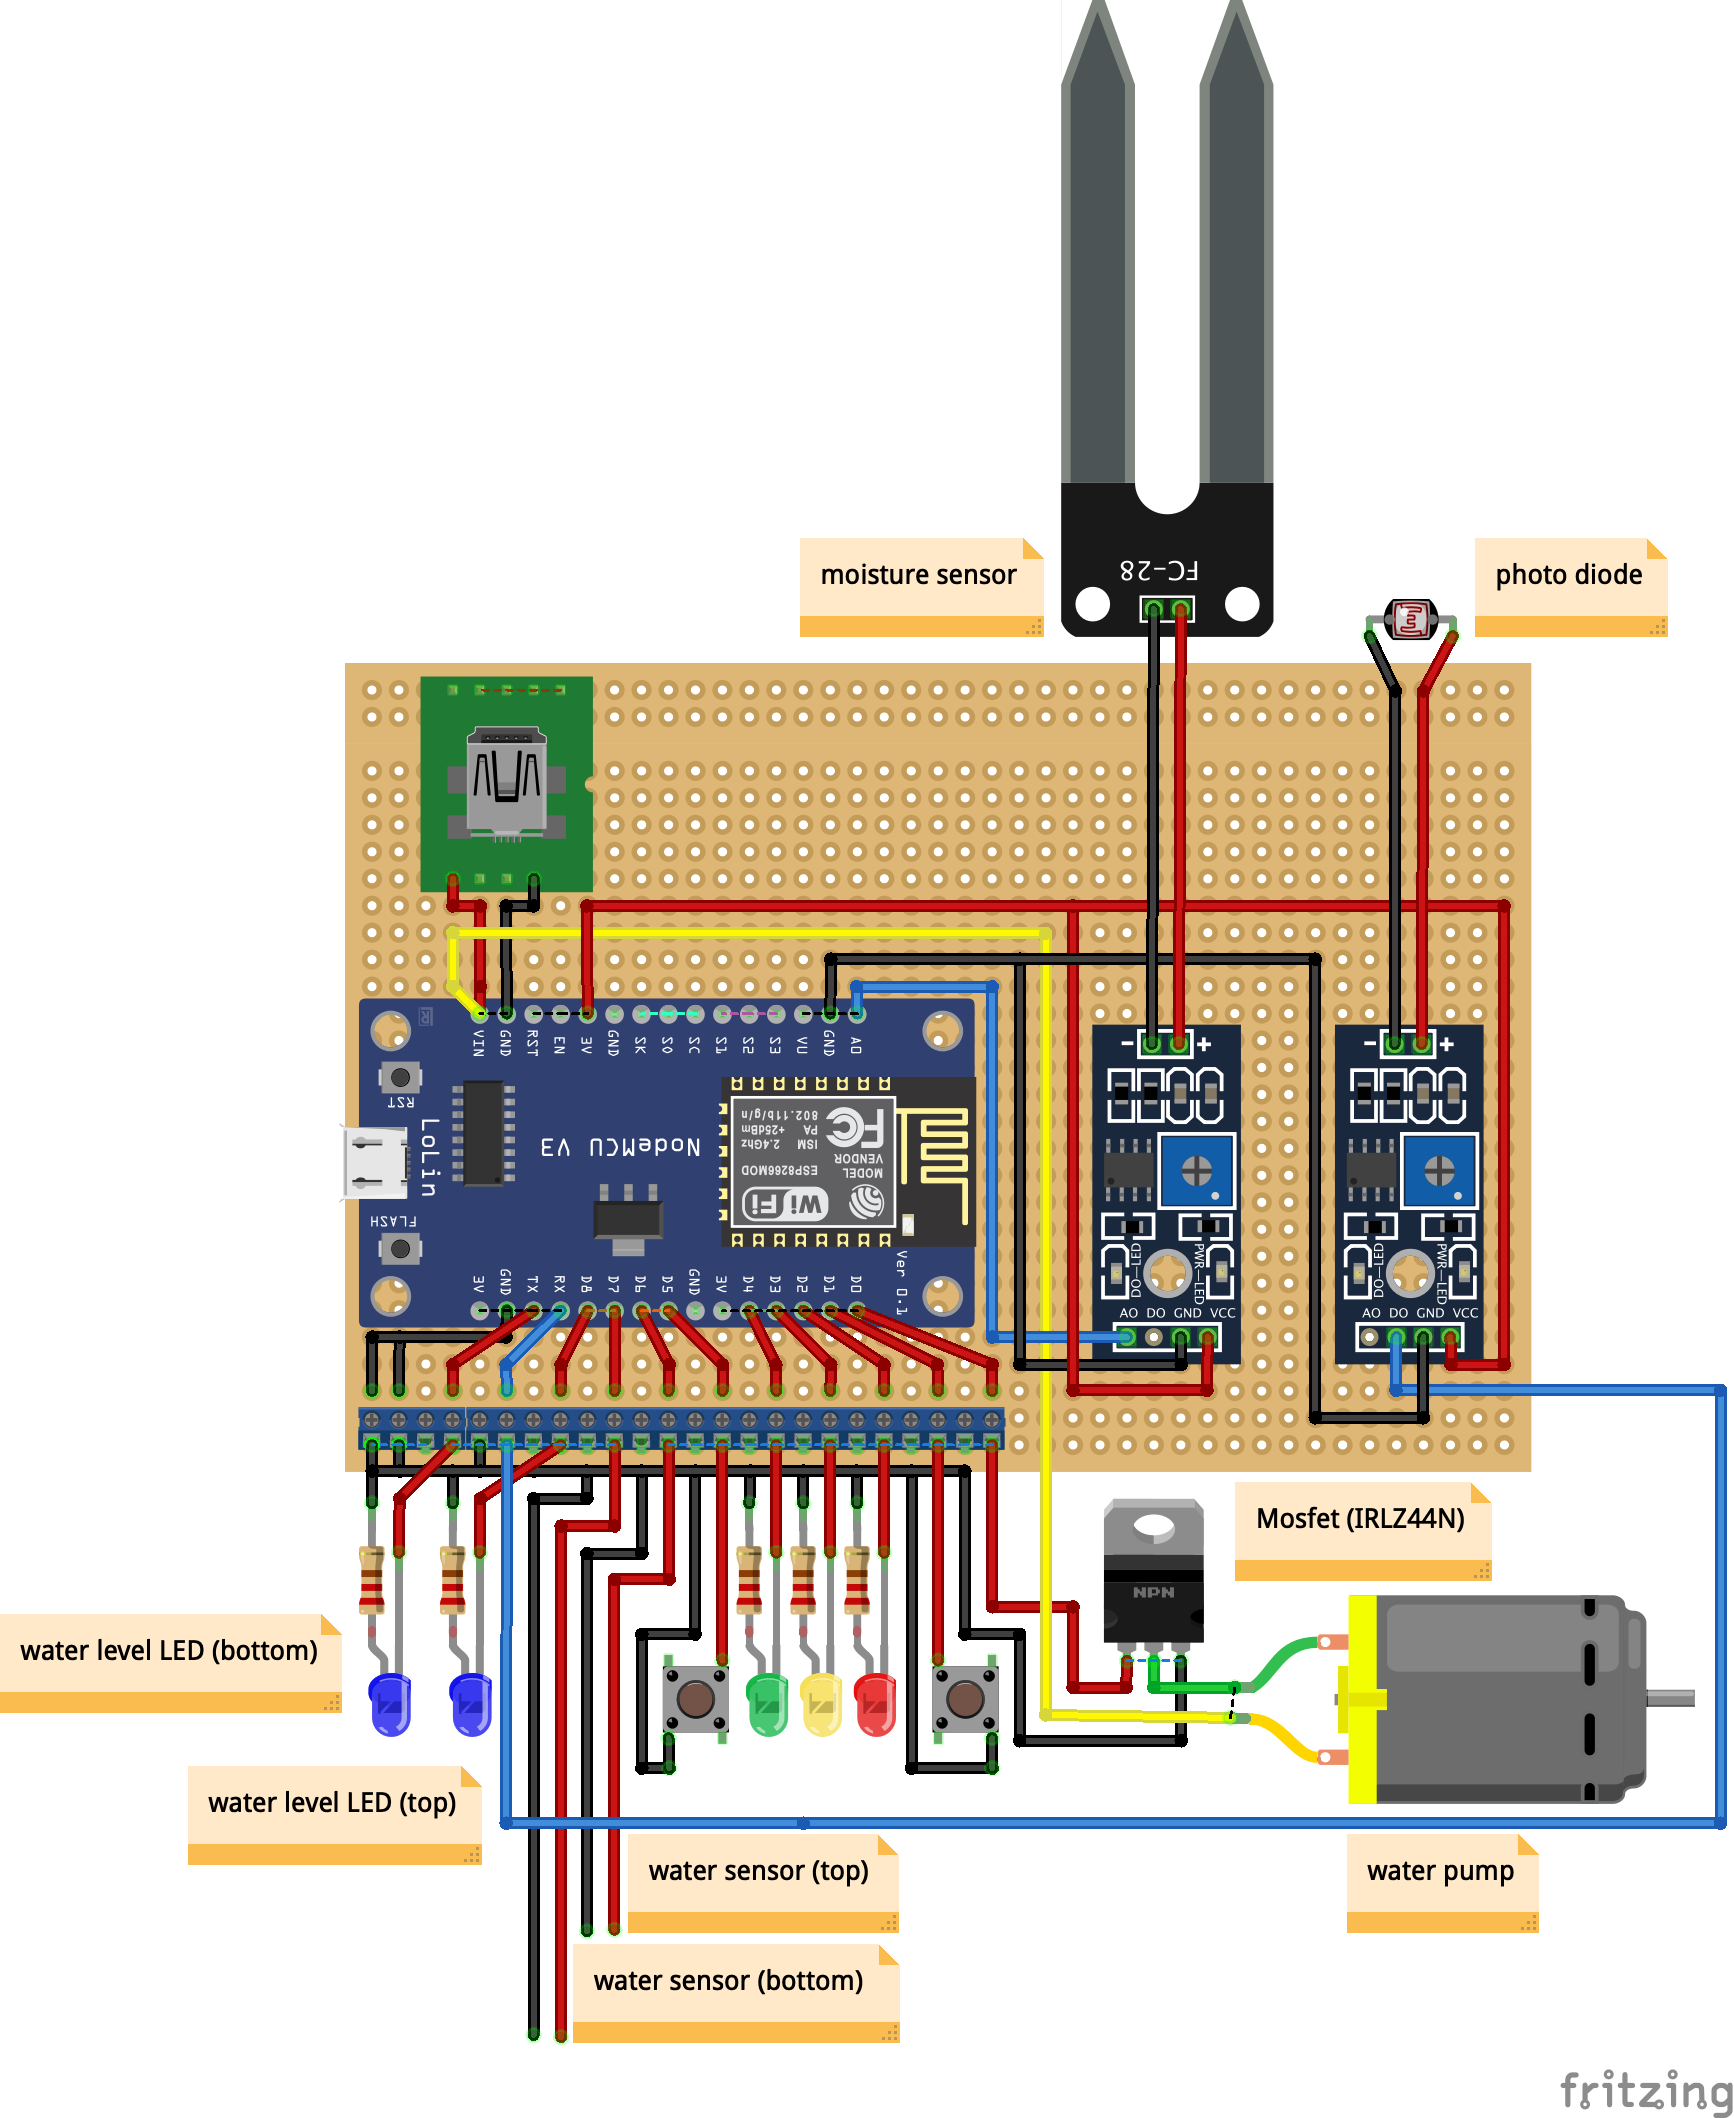 FC-28
moisture sensor
photo diode
VIN GND RST EN 3V GND SK SO SC S1 S2 S3 VU GND AO
RST
LoLin
NodeMCU V3
FLASH
802.11b/g/n
PA +25dBm
ISM 2.4GHz
ESP8266MOD
FC
VENDOR
MODEL
WiFi
Ver 0.1
3V GND TX RX D8 D7 D6 D5 GND 3V D4 D3 D2 D1 D0
- +
DO-LED
PWR-LED
AO DO GND VCC
- +
DO-LED
PWR-LED
AO DO GND VCC
Mosfet (IRLZ44N)
NPN
water level LED (bottom)
water level LED (top)
water sensor (top)
water pump
water sensor (bottom)
fritzing